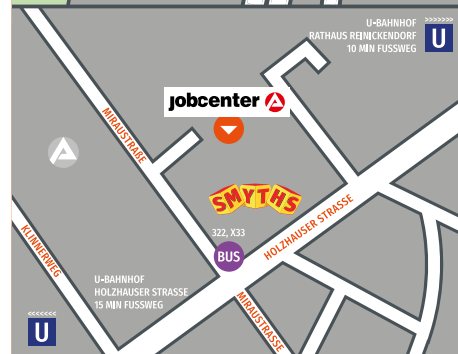 >>>>>>>
U-BAHNHOF
RATHAUS REINICKENDORF
10 MIN FUSSWEG
U
jobcenter
MIRAUSTRAßE
SMYTHS
HOLZHAUSER STRASSE
322, X33
BUS
KLINNERWEG
U-BAHNHOF
HOLZHAUSER STRASSE
15 MIN FUSSWEG
MIRAUSTRASSE
<<<<<<<
U